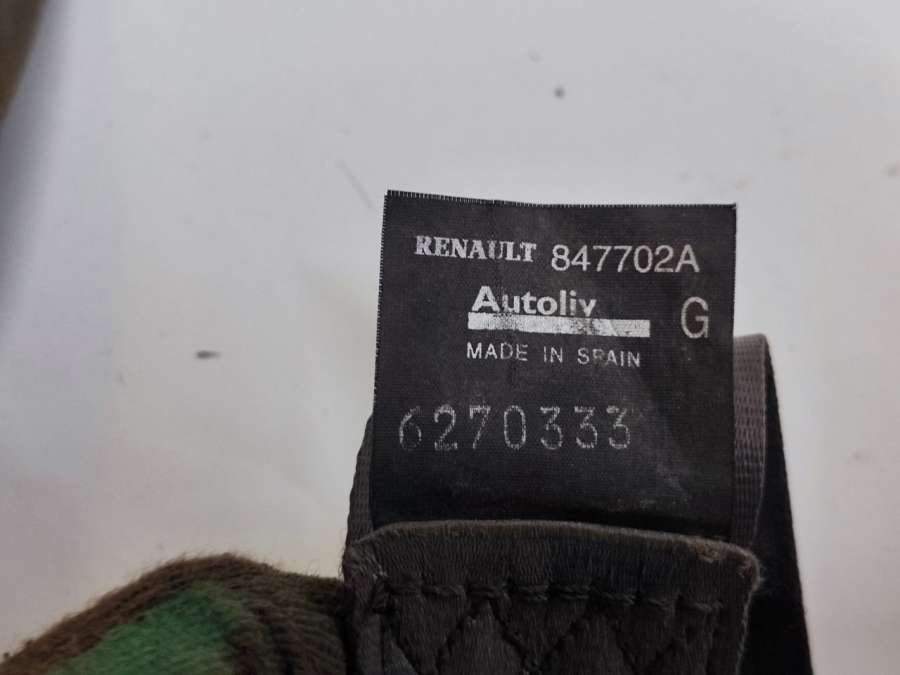 RENAULT 847702A
Autoliv G
MADE IN SPAIN
6270333